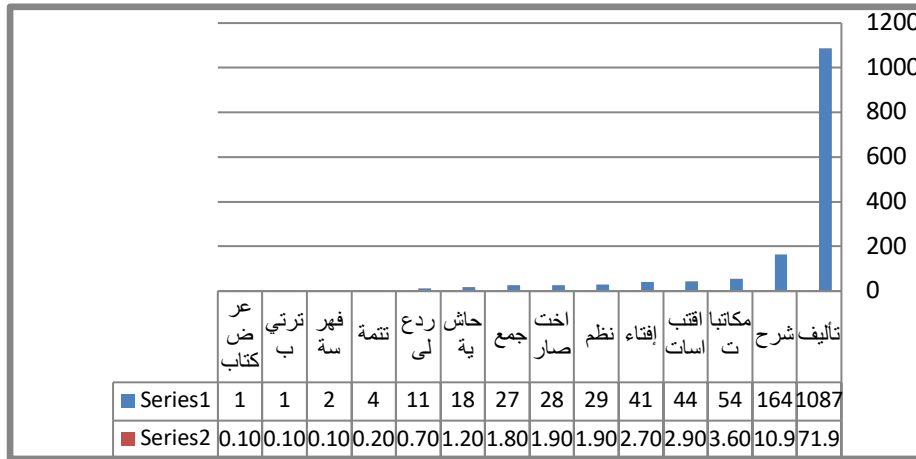 1200
1000
800
600
400
200
0
تأليف
شرح
مكاتبا
ت
اقتب
اسات
إفتاء
نظم
اخت
صار
جمع
حاش
ية
ردع
لى
تتمة
فهر
سة
ترتي
ب
عر
ض
كتاب
Series1 1 1 2 4 11 18 27 28 29 41 44 54 164 1087
Series2 0.10 0.10 0.10 0.20 0.70 1.20 1.80 1.90 1.90 2.70 2.90 3.60 10.9 71.9